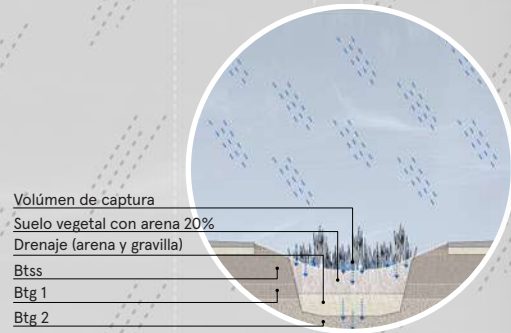 Volúmen de captura
Suelo vegetal con arena 20%
Drenaje (arena y gravilla)
Btss
Btg 1
Btg 2